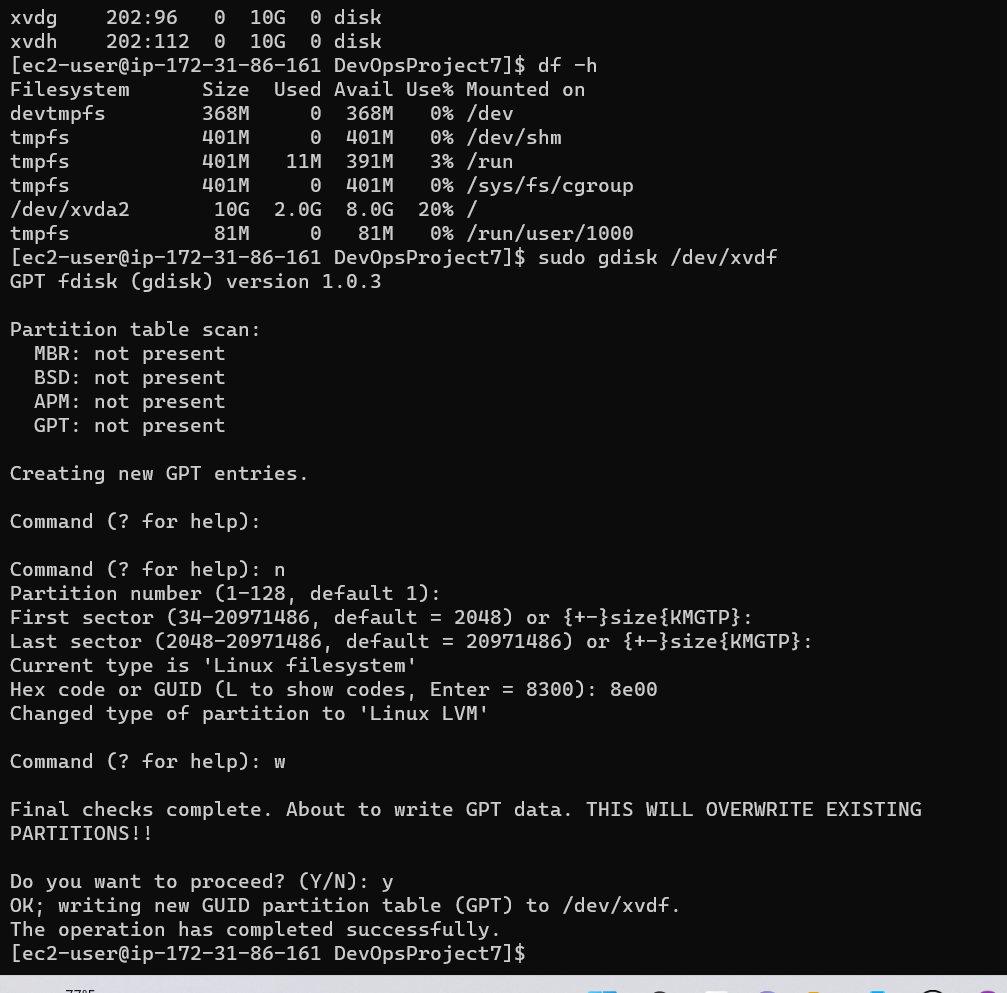 xvdg    202:96   0  10G  0 disk
xvdh    202:112  0  10G  0 disk
[ec2-user@ip-172-31-86-161 DevOpsProject7]$ df -h
Filesystem      Size  Used Avail Use% Mounted on
devtmpfs        368M     0  368M   0% /dev
tmpfs           401M     0  401M   0% /dev/shm
tmpfs           401M   11M  391M   3% /run
tmpfs           401M     0  401M   0% /sys/fs/cgroup
/dev/xvda2       10G  2.0G  8.0G  20% /
tmpfs            81M     0   81M   0% /run/user/1000
[ec2-user@ip-172-31-86-161 DevOpsProject7]$ sudo gdisk /dev/xvdf
GPT fdisk (gdisk) version 1.0.3
Partition table scan:
  MBR: not present
  BSD: not present
  APM: not present
  GPT: not present
Creating new GPT entries.
Command (? for help):
Command (? for help): n
Partition number (1-128, default 1):
First sector (34-20971486, default = 2048) or {+-}size{KMGTP}:
Last sector (2048-20971486, default = 20971486) or {+-}size{KMGTP}:
Current type is 'Linux filesystem'
Hex code or GUID (L to show codes, Enter = 8300): 8e00
Changed type of partition to 'Linux LVM'
Command (? for help): w
Final checks complete. About to write GPT data. THIS WILL OVERWRITE EXISTING
PARTITIONS!!
Do you want to proceed? (Y/N): y
OK; writing new GUID partition table (GPT) to /dev/xvdf.
The operation has completed successfully.
[ec2-user@ip-172-31-86-161 DevOpsProject7]$